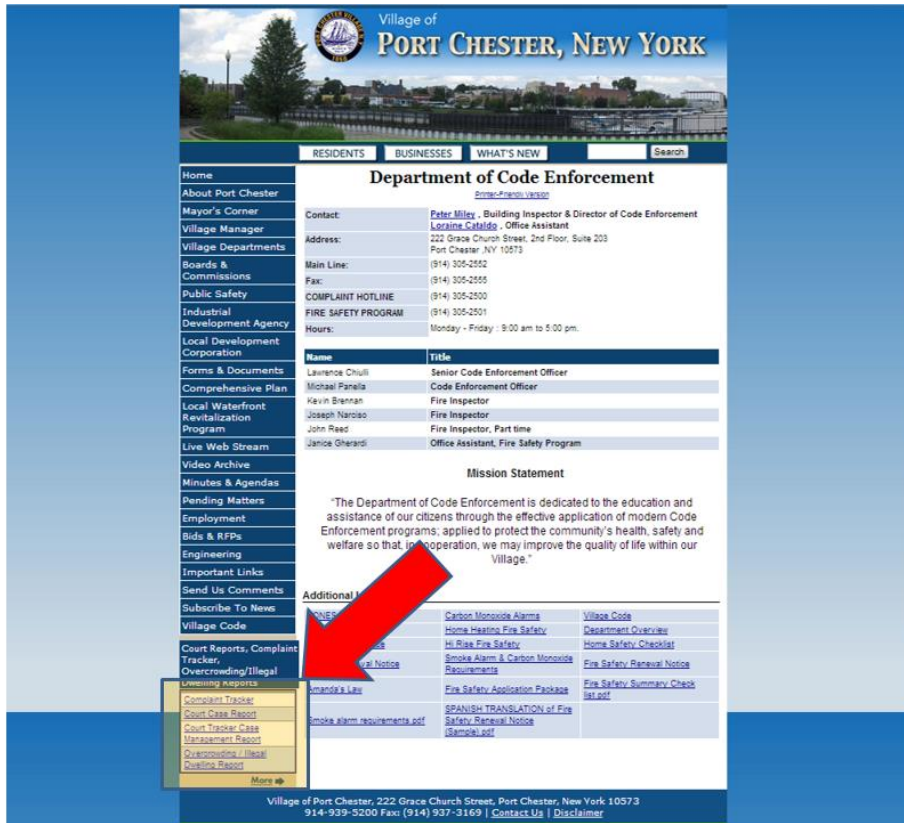 Village of
PORT CHESTER, NEW YORK
RESIDENTS BUSINESSES WHAT'S NEW Search
Home
About Port Chester
Mayor's Corner
Village Manager
Village Departments
Boards &
Commissions
Public Safety
Industrial
Development Agency
Local Development
Corporation
Forms & Documents
Comprehensive Plan
Local Waterfront
Revitalization
Program
Live Web Stream
Video Archive
Minutes & Agendas
Pending Matters
Employment
Bids & RFPs
Engineering
Important Links
Send Us Comments
Subscribe To News
Village Code
Court Reports, Complaint
Tracker,
Overcrowding/Illegal
Dwelling Reports
Complaint Tracker
Court Case Report
Court Tracker Case
Management Report
Overcrowding / Illegal
Dwelling Report
More
Department of Code Enforcement
Printer-Friendly Version
Contact: Peter Miley , Building Inspector & Director of Code Enforcement
Loraine Cataldo , Office Assistant
Address: 222 Grace Church Street, 2nd Floor, Suite 203
Port Chester ,NY 10573
Main Line: (914) 305-2552
Fax: (914) 305-2555
COMPLAINT HOTLINE (914) 305-2500
FIRE SAFETY PROGRAM (914) 305-2501
Hours: Monday - Friday : 9:00 am to 5:00 pm.
Name Title
Lawrence Chiulli Senior Code Enforcement Officer
Michael Panella Code Enforcement Officer
Kevin Brennan Fire Inspector
Joseph Narciso Fire Inspector
John Reed Fire Inspector, Part time
Janice Gherardi Office Assistant, Fire Safety Program
Mission Statement
"The Department of Code Enforcement is dedicated to the education and
assistance of our citizens through the effective application of modern Code
Enforcement programs; applied to protect the community's health, safety and
welfare so that, in cooperation, we may improve the quality of life within our
Village."
Additional
Carbon Monoxide Alarms Village Code
Home Heating Fire Safety Department Overview
Hi Rise Fire Safety Home Safety Checklist
Notice Smoke Alarm & Carbon Monoxide
Requirements Fire Safety Renewal Notice
Amanda's Law Fire Safety Application Package Fire Safety Summary Check
list.pdf
Smoke alarm requirements.pdf SPANISH TRANSLATION of Fire
Safety Renewal Notice
(Sample).pdf
Village of Port Chester, 222 Grace Church Street, Port Chester, New York 10573
914-939-5200 Fax: (914) 937-3169 | Contact Us | Disclaimer